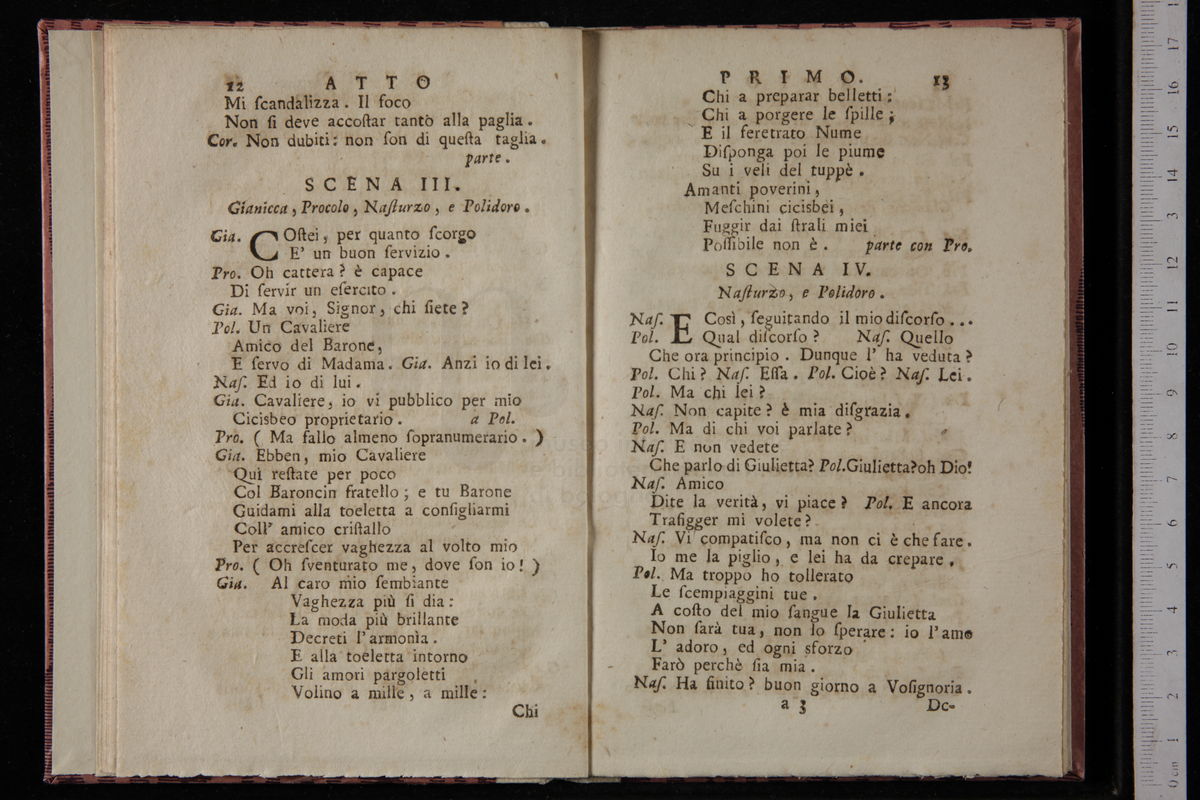 12 ATTO
Mi ſcandalizza. Il foco
Non ſi deve accoſtar tantò alla paglia.
Cor. Non dubiti: non ſon di queſta taglia.
parte.
SCENA III.
Gianicca, Procolo, Naſturzo, e Polidoro.
Gia. COſtei, per quanto ſcorgo
E' un buon ſervizio.
Pro. Oh cattera? è capace
Di ſervir un eſercito.
Gia. Ma voi, Signor, chi ſiete?
Pol. Un Cavaliere
Amico del Barone,
E ſervo di Madama. Gia. Anzi io di lei.
Naſ. Ed io di lui.
Gia. Cavaliere, io vi pubblico per mio
Cicisbeo proprietario. a Pol.
Pro. (Ma fallo almeno ſopranumerario.)
Gia. Ebben, mio Cavaliere
Qui reſtate per poco
Col Baroncin fratello; e tu Barone
Guidami alla toeletta a conſigliarmi
Coll' amico criſtallo
Per accreſcer vaghezza al volto mio
Pro. (Oh ſventurato me, dove ſon io!)
Gia. Al caro mio ſembiante
Vaghezza più ſi dia:
La moda più brillante
Decreti l'armonìa.
E alla toeletta intorno
Gli amori pargoletti
Volino a mille, a mille:
Chi
PRIMO. 13
Chi a preparar belletti:
Chi a porgere le ſpille;
E il feretrato Nume
Diſponga poi le piume
Su i veli del tuppè.
Amanti poverini,
Meſchini cicisbei,
Fuggir dai ſtrali miei
Poſſibile non è. parte con Pro.
SCENA IV.
Naſturzo, e Polidoro.
Naſ. E Così, ſeguitando il mio diſcorſo...
Pol. Qual diſcorſo? Naſ. Quello
Che ora principio. Dunque l' ha veduta?
Pol. Chi? Naſ. Eſſa. Pol. Cioè? Naſ. Lei.
Pol. Ma chi lei?
Naſ. Non capite? è mia diſgrazia.
Pol. Ma di chi voi parlate?
Naſ. E non vedete
Che parlo di Giulietta? Pol. Giulietta? oh Dio!
Naſ. Amico
Dite la verità, vi piace? Pol. E ancora
Trafigger mi volete?
Naſ. Vi compatiſco, ma non ci è che fare.
Io me la piglio, e lei ha da crepare.
Pol. Ma troppo ho tollerato
Le ſcempiaggini tue.
A coſto del mio ſangue la Giulietta
Non ſarà tua, non lo ſperare: io l'amo
L' adoro, ed ogni sforzo
Farò perchè ſia mia.
Naſ. Ha finito? buon giorno a Voſignoria.
a 3 De-